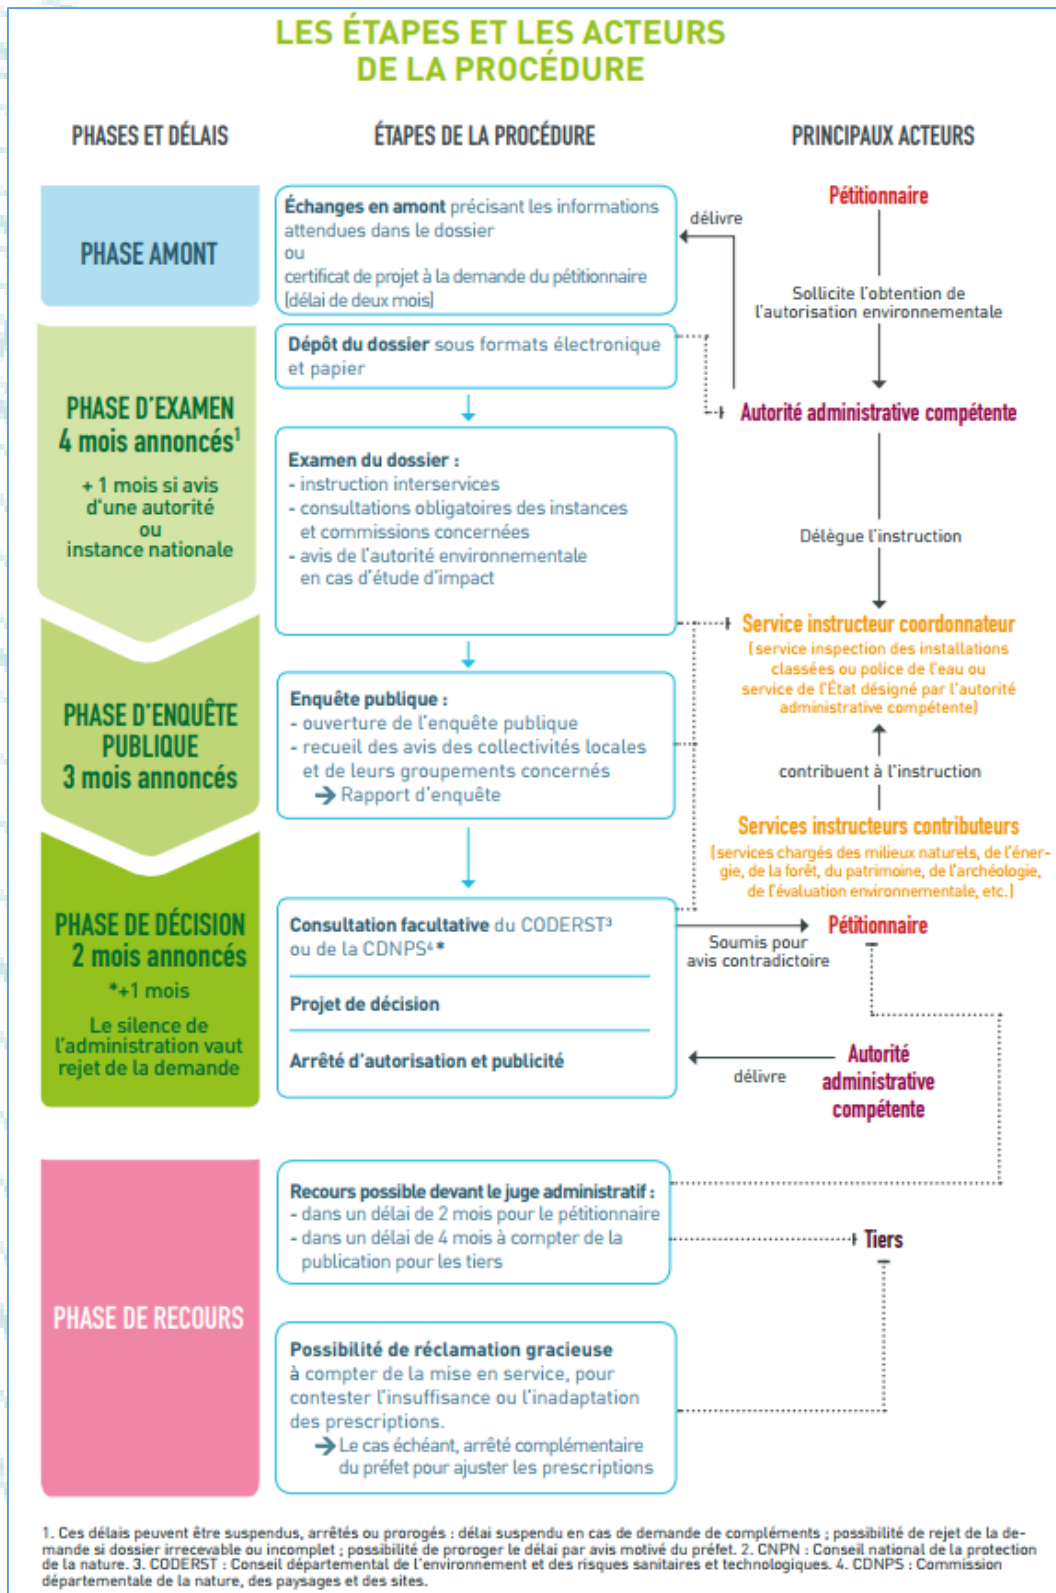 LES ÉTAPES ET LES ACTEURS
DE LA PROCÉDURE
PHASES ET DÉLAIS
ÉTAPES DE LA PROCÉDURE
PRINCIPAUX ACTEURS
PHASE AMONT
Échanges en amont précisant les informations
attendues dans le dossier
ou
certificat de projet à la demande du pétitionnaire
(délai de deux mois)
délivre
Pétitionnaire
Sollicite l'obtention de
l'autorisation environnementale
PHASE D'EXAMEN
4 mois annoncés¹
+ 1 mois si avis
d'une autorité
ou
instance nationale
Dépôt du dossier sous formats électronique
et papier
Autorité administrative compétente
Examen du dossier :
- instruction interservices
- consultations obligatoires des instances
et commissions concernées
- avis de l'autorité environnementale
en cas d'étude d'impact
Délègue l'instruction
Service instructeur coordonnateur
(service inspection des installations
classées ou police de l'eau ou
service de l'État désigné par l'autorité
administrative compétente)
PHASE D'ENQUÊTE
PUBLIQUE
3 mois annoncés
Enquête publique :
- ouverture de l'enquête publique
- recueil des avis des collectivités locales
et de leurs groupements concernés
➔ Rapport d'enquête
contribuent à l'instruction
Services instructeurs contributeurs
(services chargés des milieux naturels, de l'éner-
gie, de la forêt, du patrimoine, de l'archéologie,
de l'évaluation environnementale, etc.)
PHASE DE DÉCISION
2 mois annoncés
*+1 mois
Le silence de
l'administration vaut
rejet de la demande
Consultation facultative du CODERST³
ou de la CDNPS⁴*
Projet de décision
Arrêté d'autorisation et publicité
Soumis pour
avis contradictoire
Pétitionnaire
délivre
Autorité
administrative
compétente
PHASE DE RECOURS
Recours possible devant le juge administratif :
- dans un délai de 2 mois pour le pétitionnaire
- dans un délai de 4 mois à compter de la
publication pour les tiers
Tiers
Possibilité de réclamation gracieuse
à compter de la mise en service, pour
contester l'insuffisance ou l'inadaptation
des prescriptions.
➔ Le cas échéant, arrêté complémentaire
du préfet pour ajuster les prescriptions
1. Ces délais peuvent être suspendus, arrêtés ou prorogés : délai suspendu en cas de demande de compléments ; possibilité de rejet de la de-
mande si dossier irrecevable ou incomplet ; possibilité de proroger le délai par avis motivé du préfet. 2. CNPN : Conseil national de la protection
de la nature. 3. CODERST : Conseil départemental de l'environnement et des risques sanitaires et technologiques. 4. CDNPS : Commission
départementale de la nature, des paysages et des sites.